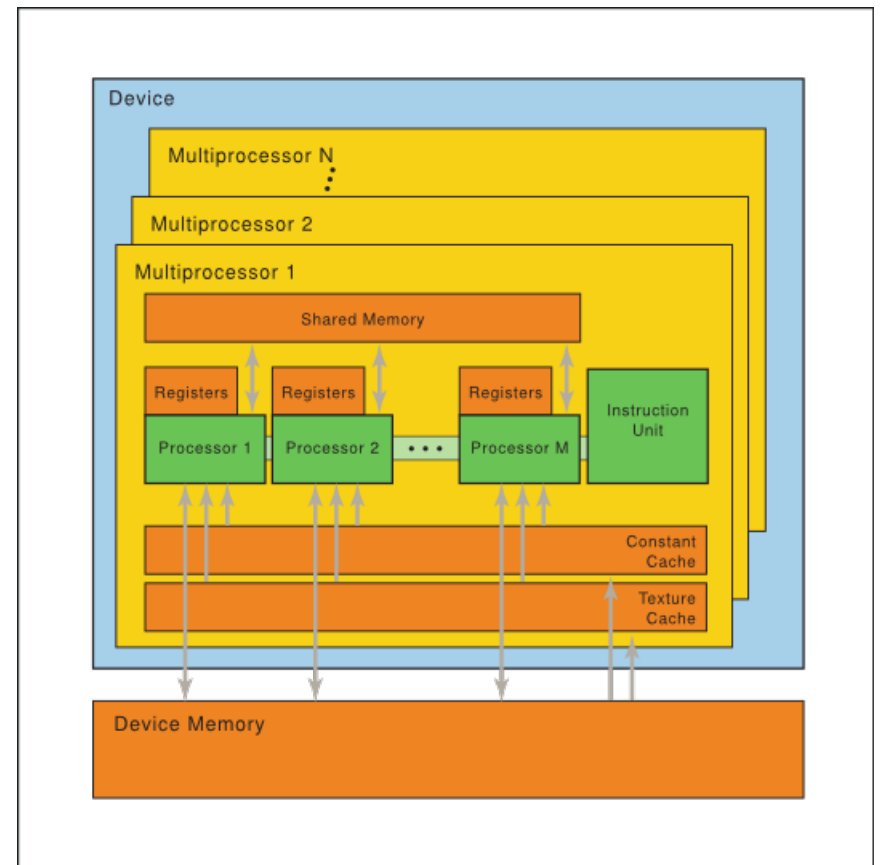 Device
Multiprocessor N
Multiprocessor 2
Multiprocessor 1
Shared Memory
Registers
Registers
Registers
Processor 1
Processor 2
Processor M
Instruction
Unit
Constant
Cache
Texture
Cache
Device Memory